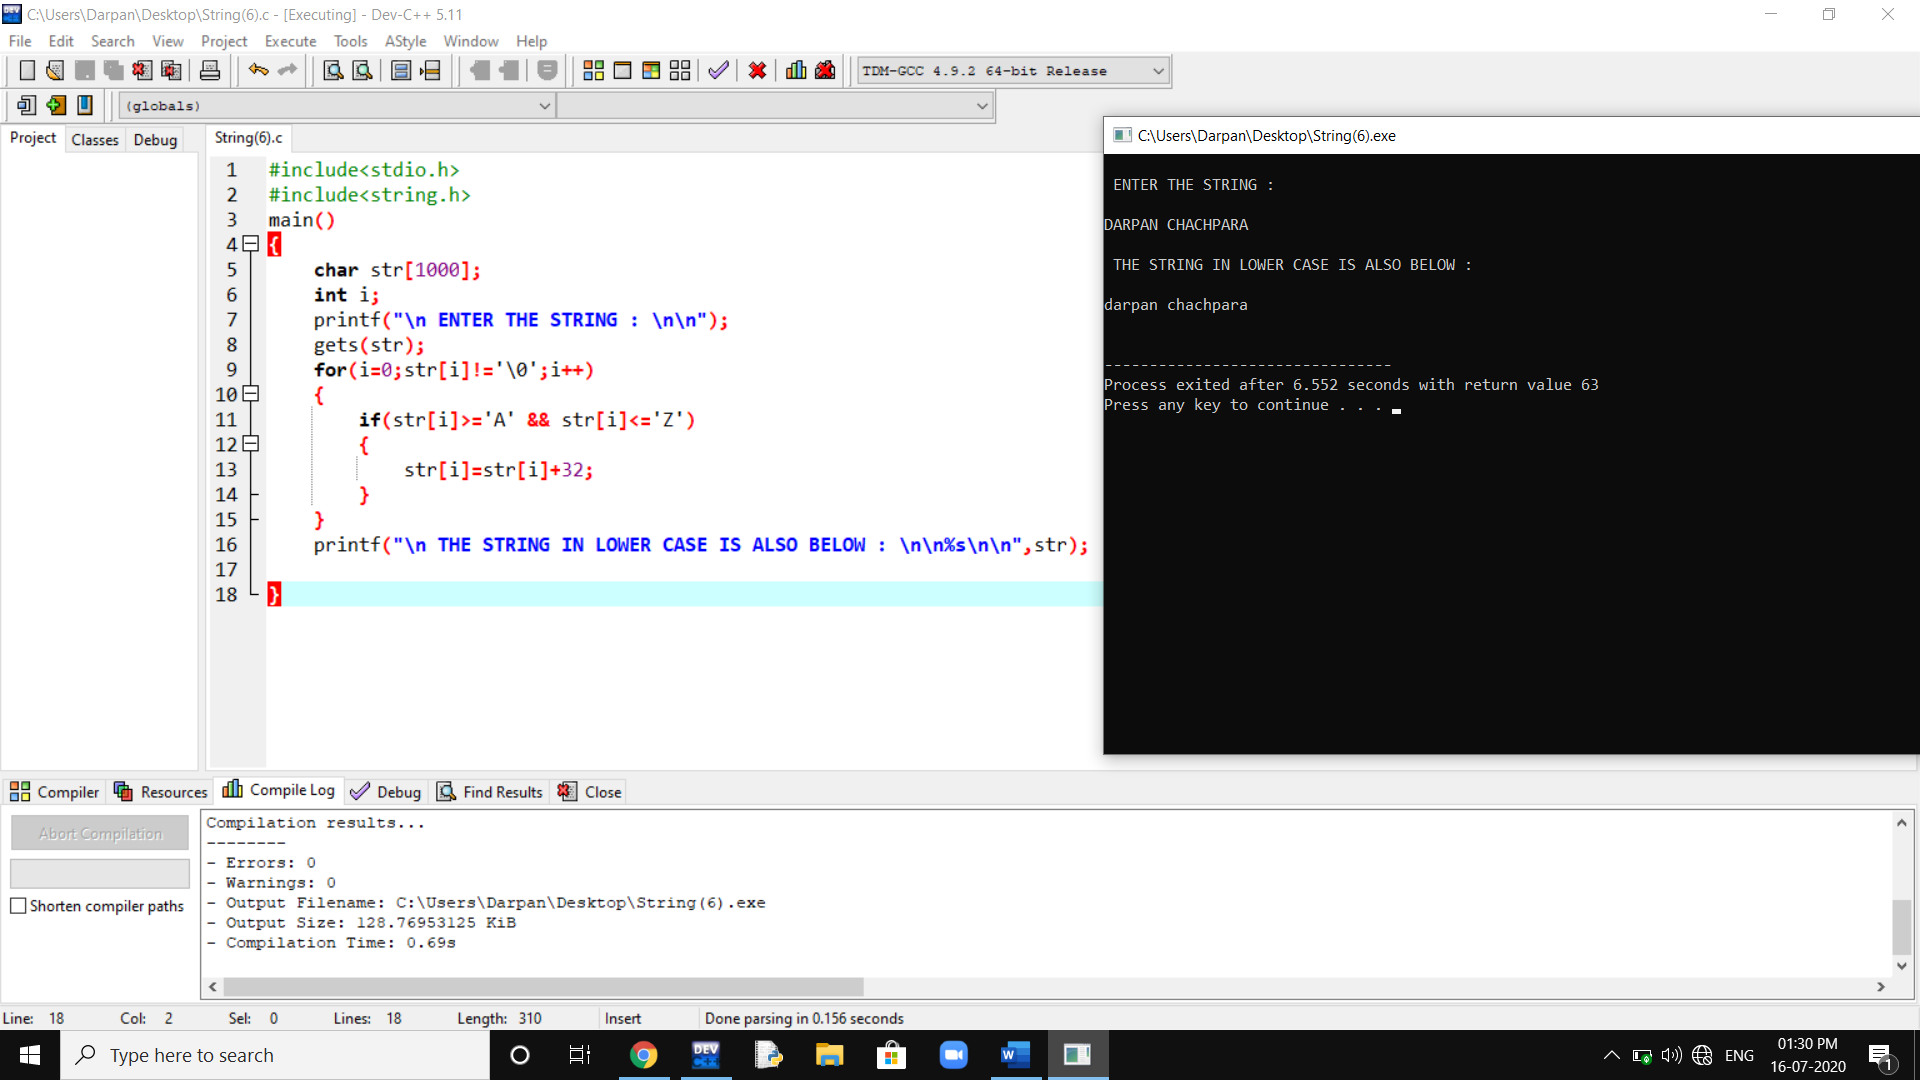 C:\Users\Darpan\Desktop\String(6).c - [Executing] - Dev-C++ 5.11
File Edit Search View Project Execute Tools AStyle Window Help
TDM-GCC 4.9.2 64-bit Release
(globals)
Project Classes Debug
String(6).c
1 #include<stdio.h>
2 #include<string.h>
3 main()
4 {
5 char str[1000];
6 int i;
7 printf("\n ENTER THE STRING : \n\n");
8 gets(str);
9 for(i=0;str[i]!='\0';i++)
10 {
11 if(str[i]>='A' && str[i]<='Z')
12 {
13 str[i]=str[i]+32;
14 }
15 }
16 printf("\n THE STRING IN LOWER CASE IS ALSO BELOW : \n\n%s\n\n",str);
17
18 }
C:\Users\Darpan\Desktop\String(6).exe
ENTER THE STRING :
DARPAN CHACHPARA
THE STRING IN LOWER CASE IS ALSO BELOW :
darpan chachpara
--------------------------------
Process exited after 6.552 seconds with return value 63
Press any key to continue . . .
Compiler Resources Compile Log Debug Find Results Close
Abort Compilation
Shorten compiler paths
Compilation results...
--------
- Errors: 0
- Warnings: 0
- Output Filename: C:\Users\Darpan\Desktop\String(6).exe
- Output Size: 128.76953125 KiB
- Compilation Time: 0.69s
Line: 18 Col: 2 Sel: 0 Lines: 18 Length: 310 Insert Done parsing in 0.156 seconds
Type here to search
DEV C++
W
ENG
01:30 PM
16-07-2020
1